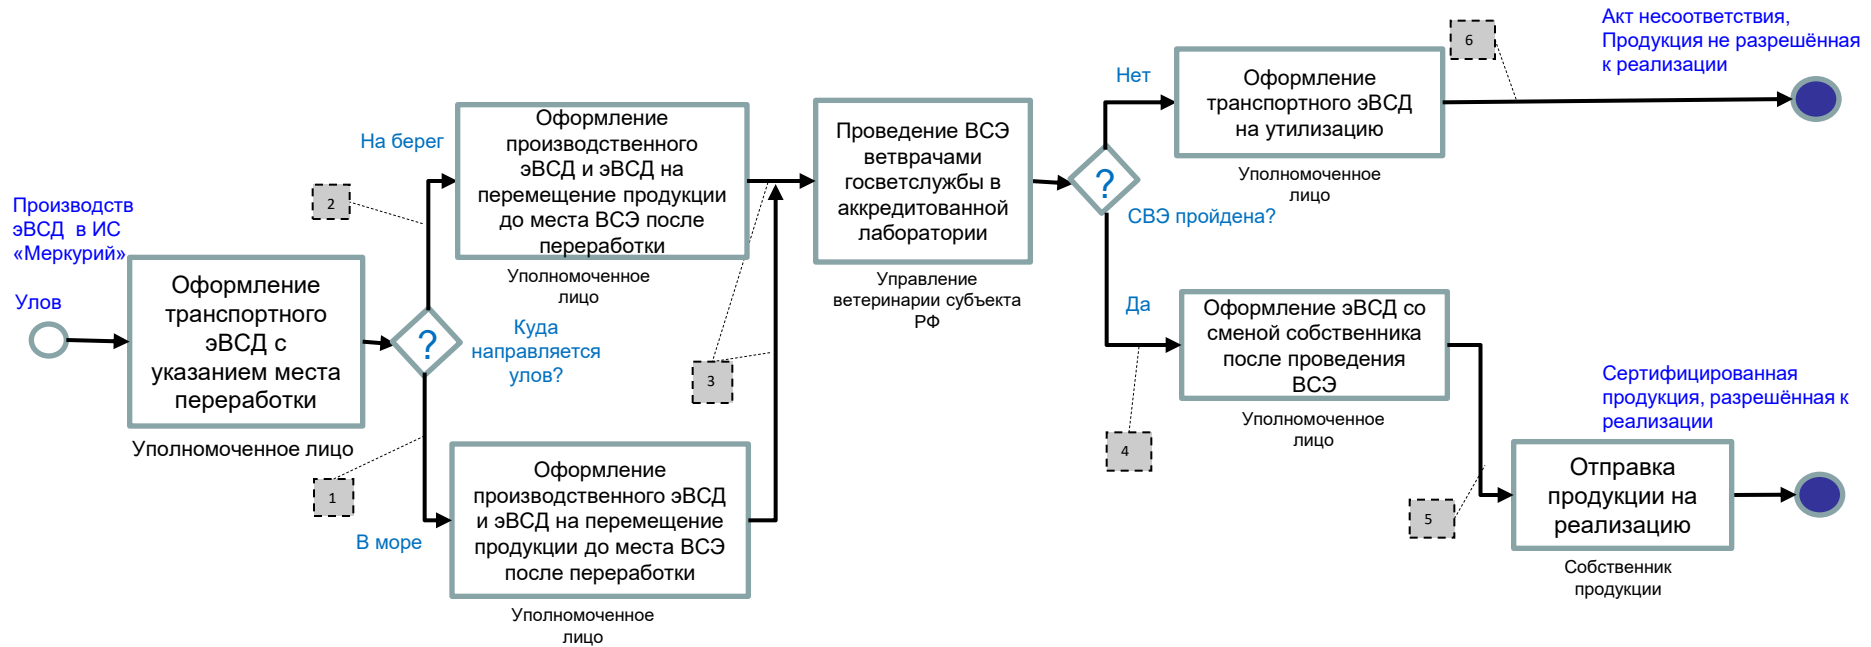 Производств
эВСД в ИС
«Меркурий»
Улов
Оформление
транспортного
эВСД с
указанием места
переработки
Уполномоченное лицо
?
Куда
направляется
улов?
На берег
2
Оформление
производственного
эВСД и эВСД на
перемещение продукции
до места ВСЭ после
переработки
Уполномоченное
лицо
1
В море
Оформление
производственного эВСД
и эВСД на перемещение
продукции до места ВСЭ
после переработки
Уполномоченное
лицо
3
Проведение ВСЭ
ветврачами
госветслужбы в
аккредитованной
лаборатории
Управление
ветеринарии субъекта
РФ
?
СВЭ пройдена?
Нет
Оформление
транспортного эВСД
на утилизацию
Уполномоченное
лицо
6
Акт несоответствия,
Продукция не разрешённая
к реализации
Да
4
Оформление эВСД со
сменой собственника
после проведения
ВСЭ
Уполномоченное
лицо
5
Отправка
продукции на
реализацию
Собственник
продукции
Сертифицированная
продукция, разрешённая к
реализации